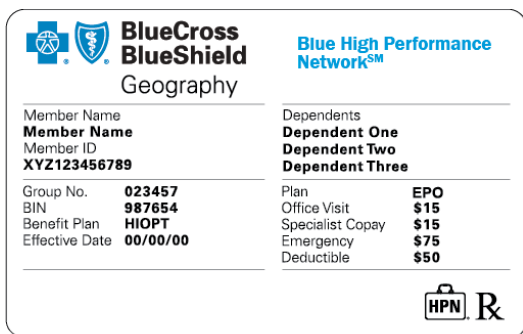 BlueCross
BlueShield
Geography
Blue High Performance
Network℠
Member Name
Member Name
Member ID
XYZ123456789
Dependents
Dependent One
Dependent Two
Dependent Three
Group No. 023457
BIN 987654
Benefit Plan HIOPT
Effective Date 00/00/00
Plan EPO
Office Visit $15
Specialist Copay $15
Emergency $75
Deductible $50
HPN Rx